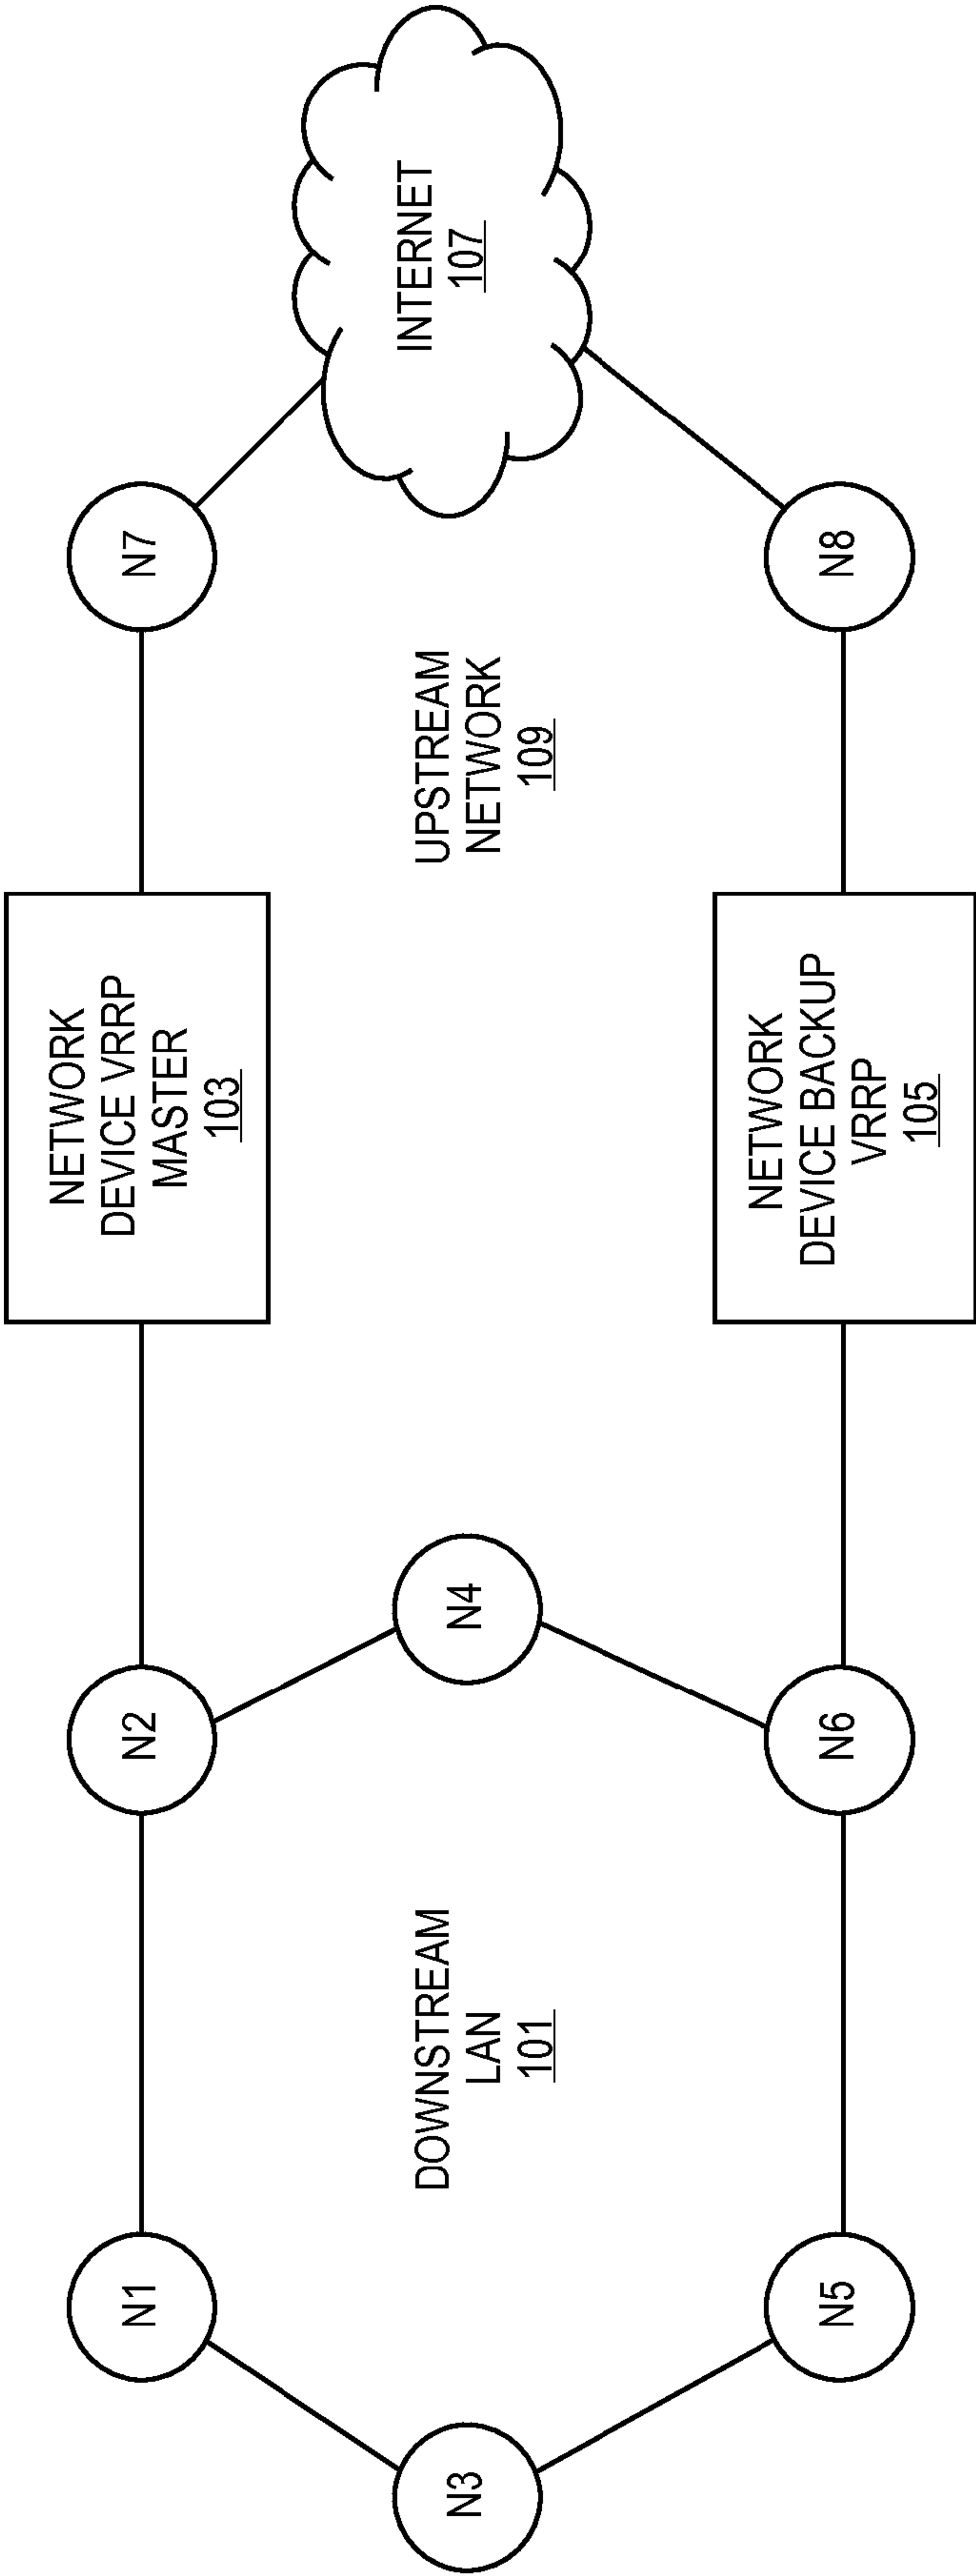 N1
N2
NETWORK
DEVICE VRRP
MASTER
103
N7
N3
DOWNSTREAM
LAN
101
N4
UPSTREAM
NETWORK
109
INTERNET
107
N5
N6
NETWORK
DEVICE BACKUP
VRRP
105
N8